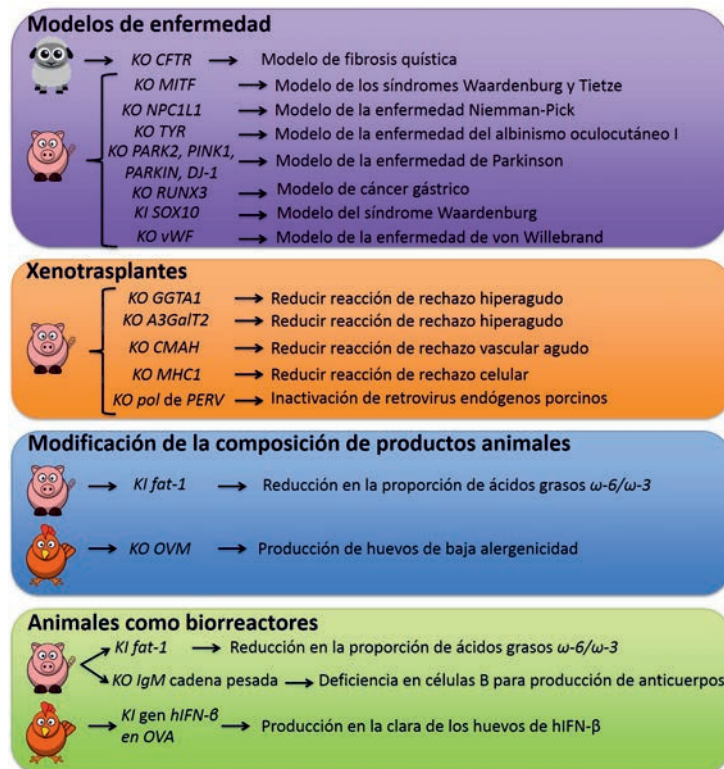 Modelos de enfermedad
KO CFTR → Modelo de fibrosis quística
KO MITF → Modelo de los síndromes Waardenburg y Tietze
KO NPC1L1 → Modelo de la enfermedad Niemman-Pick
KO TYR → Modelo de la enfermedad del albinismo oculocutáneo I
KO PARK2, PINK1,
PARKIN, DJ-1 → Modelo de la enfermedad de Parkinson
KO RUNX3 → Modelo de cáncer gástrico
KI SOX10 → Modelo del síndrome Waardenburg
KO vWF → Modelo de la enfermedad de von Willebrand
Xenotrasplantes
KO GGTA1 → Reducir reacción de rechazo hiperagudo
KO A3GalT2 → Reducir reacción de rechazo hiperagudo
KO CMAH → Reducir reacción de rechazo vascular agudo
KO MHC1 → Reducir reacción de rechazo celular
KO pol de PERV → Inactivación de retrovirus endógenos porcinos
Modificación de la composición de productos animales
KI fat-1 → Reducción en la proporción de ácidos grasos ω-6/ω-3
KO OVM → Producción de huevos de baja alergenicidad
Animales como biorreactores
KI fat-1 → Reducción en la proporción de ácidos grasos ω-6/ω-3
KO IgM cadena pesada → Deficiencia en células B para producción de anticuerpos
KI gen hIFN-β
en OVA → Producción en la clara de los huevos de hIFN-β